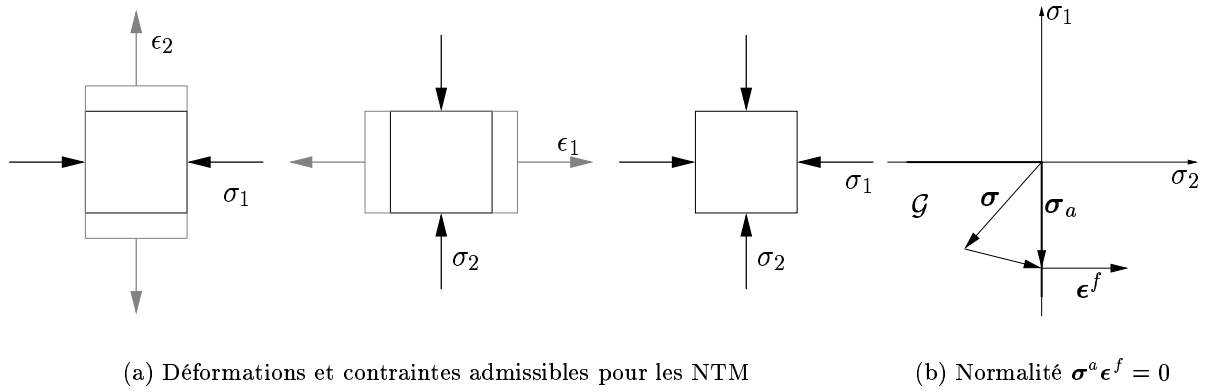 ϵ₂
σ₁
ϵ₁
σ₂
σ₁
σ₂
σ₁
σ₂
𝒢
σ
σₐ
ϵᶠ
(a) Déformations et contraintes admissibles pour les NTM
(b) Normalité σᵃϵᶠ = 0